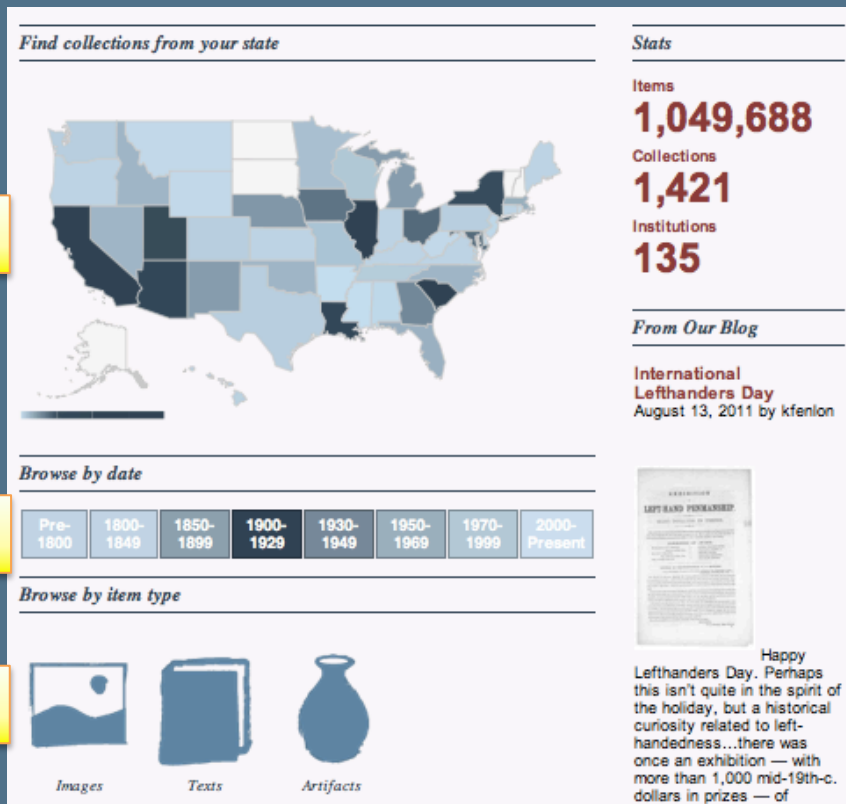 Find collections from your state
Browse by date
Pre-
1800
1800-
1849
1850-
1899
1900-
1929
1930-
1949
1950-
1969
1970-
1999
2000-
Present
Browse by item type
Images
Texts
Artifacts
Stats
Items
1,049,688
Collections
1,421
Institutions
135
From Our Blog
International
Lefthanders Day
August 13, 2011 by kfenlon
EXHIBITION
LEFT-HAND PENMANSHIP
Happy
Lefthanders Day. Perhaps
this isn't quite in the spirit of
the holiday, but a historical
curiosity related to left-
handedness...there was
once an exhibition — with
more than 1,000 mid-19th-c.
dollars in prizes — of